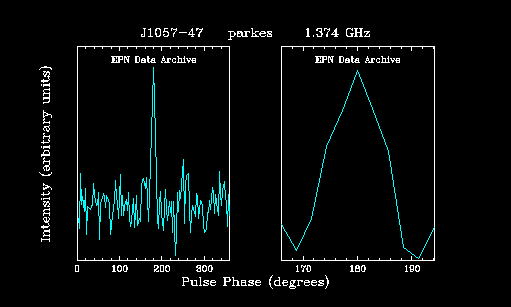 J1057-47 parkes 1.374 GHz
EPN Data Archive EPN Data Archive
Intensity (arbitrary units)
0 100 200 300 170 180 190
Pulse Phase (degrees)